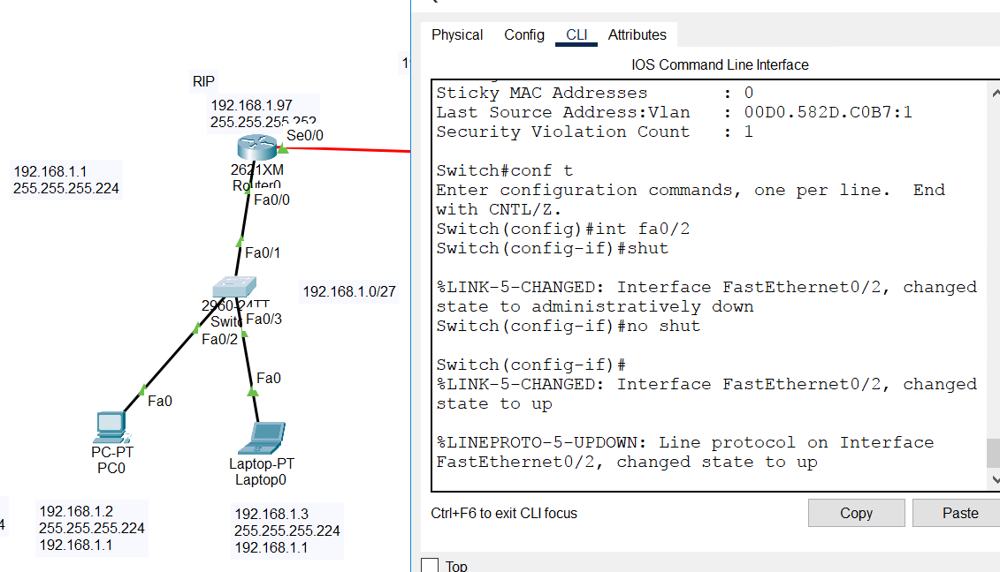 Physical Config CLI Attributes
IOS Command Line Interface
Sticky MAC Addresses : 0
Last Source Address:Vlan : 00D0.582D.C0B7:1
Security Violation Count : 1
Switch#conf t
Enter configuration commands, one per line. End
with CNTL/Z.
Switch(config)#int fa0/2
Switch(config-if)#shut
%LINK-5-CHANGED: Interface FastEthernet0/2, changed
state to administratively down
Switch(config-if)#no shut
Switch(config-if)#
%LINK-5-CHANGED: Interface FastEthernet0/2, changed
state to up
%LINEPROTO-5-UPDOWN: Line protocol on Interface
FastEthernet0/2, changed state to up
Ctrl+F6 to exit CLI focus
Copy
Paste
Top
RIP
192.168.1.97
255.255.255.252
Se0/0
2621XM
Router0
Fa0/0
192.168.1.1
255.255.255.224
Fa0/1
192.168.1.0/27
2960-24TT
Switc
Fa0/3
Fa0/2
Fa0
Fa0
PC-PT
PC0
Laptop-PT
Laptop0
192.168.1.2
255.255.255.224
192.168.1.1
192.168.1.3
255.255.255.224
192.168.1.1